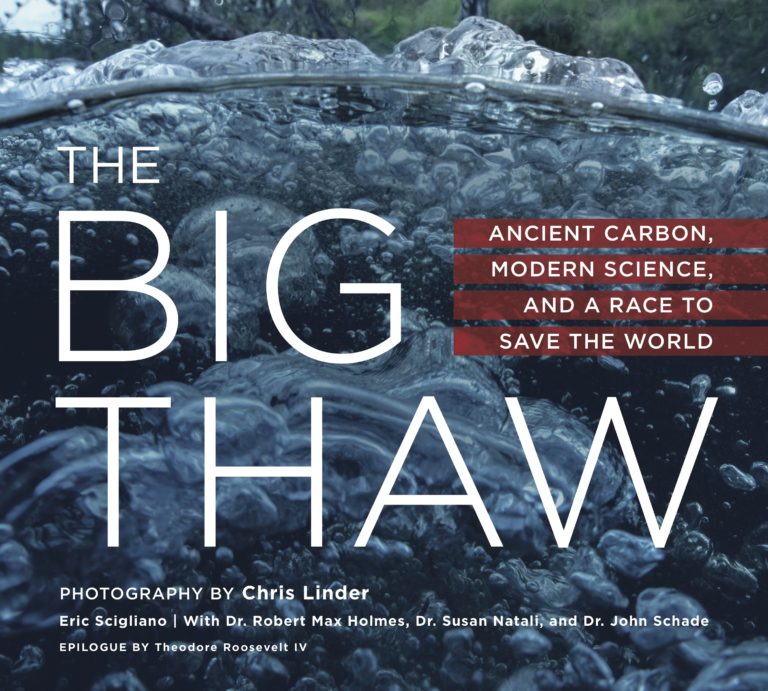 THE
BIG
THAW
ANCIENT CARBON,
MODERN SCIENCE,
AND A RACE TO
SAVE THE WORLD
PHOTOGRAPHY BY Chris Linder
Eric Scigliano | With Dr. Robert Max Holmes, Dr. Susan Natali, and Dr. John Schade
EPILOGUE BY Theodore Roosevelt IV